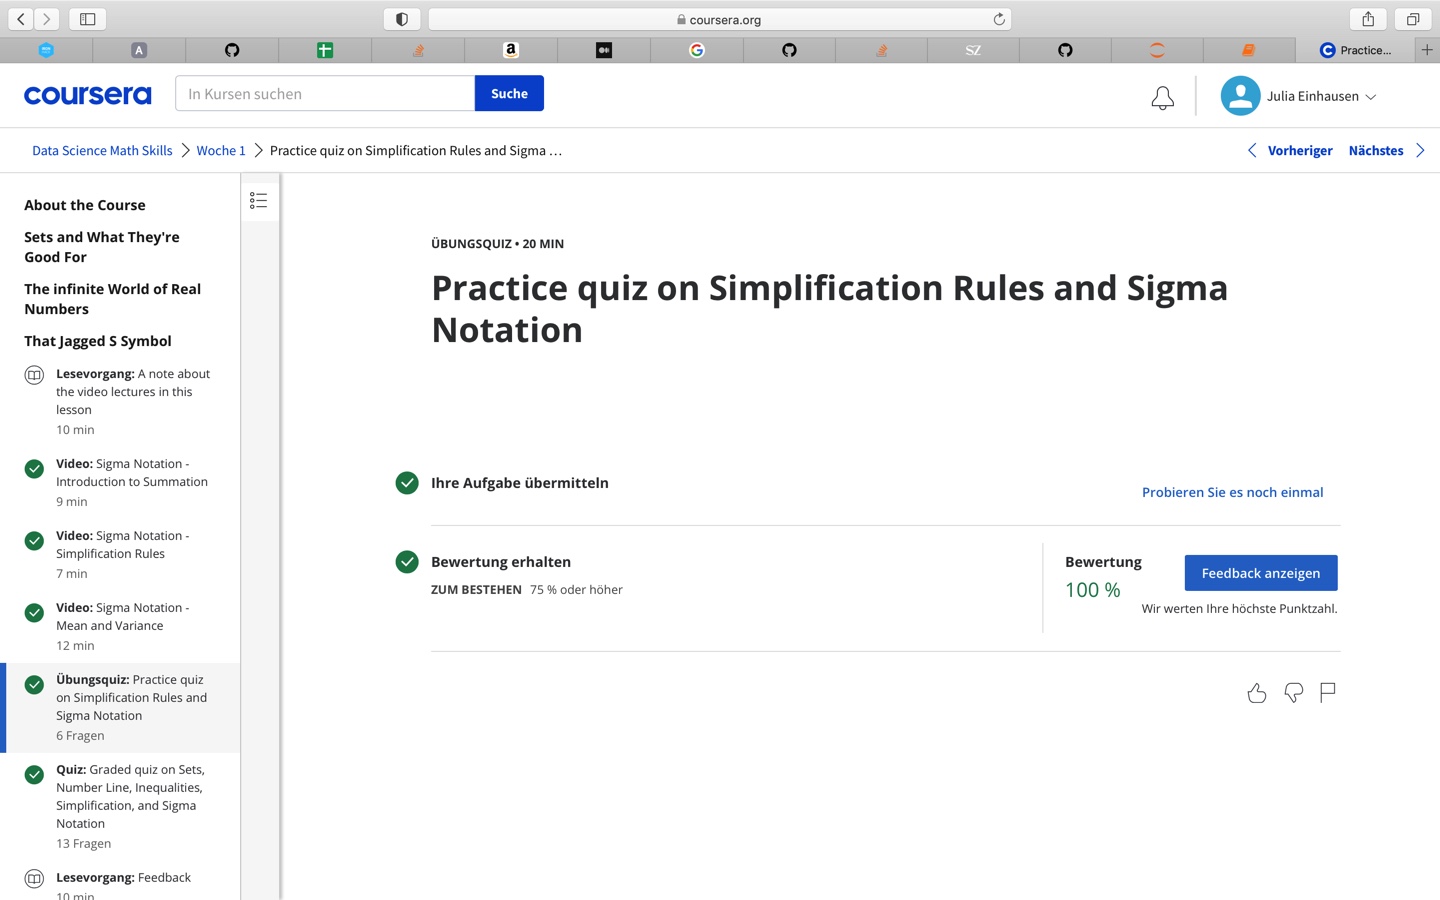 coursera.org
A
a
SZ
Practice...
coursera
In Kursen suchen
Suche
Julia Einhausen
Data Science Math Skills
Woche 1
Practice quiz on Simplification Rules and Sigma ...
Vorheriger
Nächstes
About the Course
Sets and What They're
Good For
The infinite World of Real
Numbers
That Jagged S Symbol
Lesevorgang: A note about
the video lectures in this
lesson
10 min
Video: Sigma Notation -
Introduction to Summation
9 min
Video: Sigma Notation -
Simplification Rules
7 min
Video: Sigma Notation -
Mean and Variance
12 min
Übungsquiz: Practice quiz
on Simplification Rules and
Sigma Notation
6 Fragen
Quiz: Graded quiz on Sets,
Number Line, Inequalities,
Simplification, and Sigma
Notation
13 Fragen
Lesevorgang: Feedback
10 min
ÜBUNGSQUIZ • 20 MIN
Practice quiz on Simplification Rules and Sigma
Notation
Ihre Aufgabe übermitteln
Probieren Sie es noch einmal
Bewertung erhalten
ZUM BESTEHEN 75 % oder höher
Bewertung
100 %
Feedback anzeigen
Wir werten Ihre höchste Punktzahl.